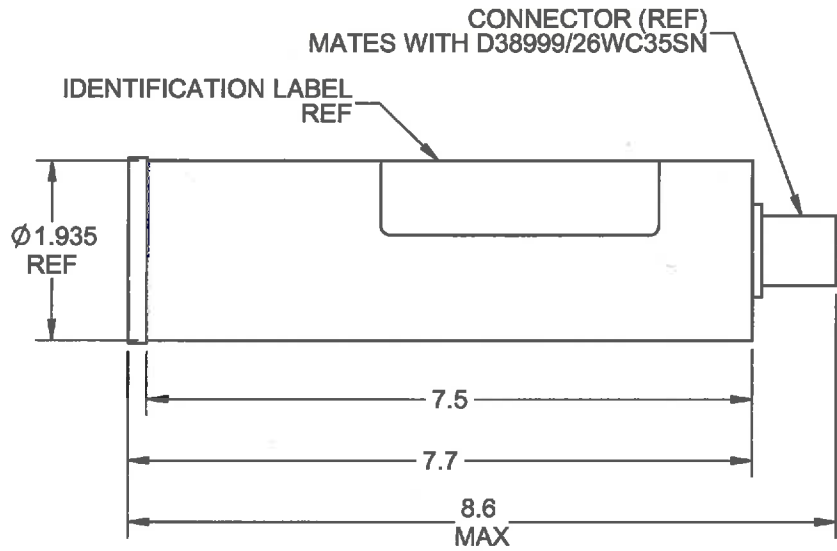 CONNECTOR (REF)
MATES WITH D38999/26WC35SN
IDENTIFICATION LABEL
REF
Ø1.935
REF
7.5
7.7
8.6
MAX